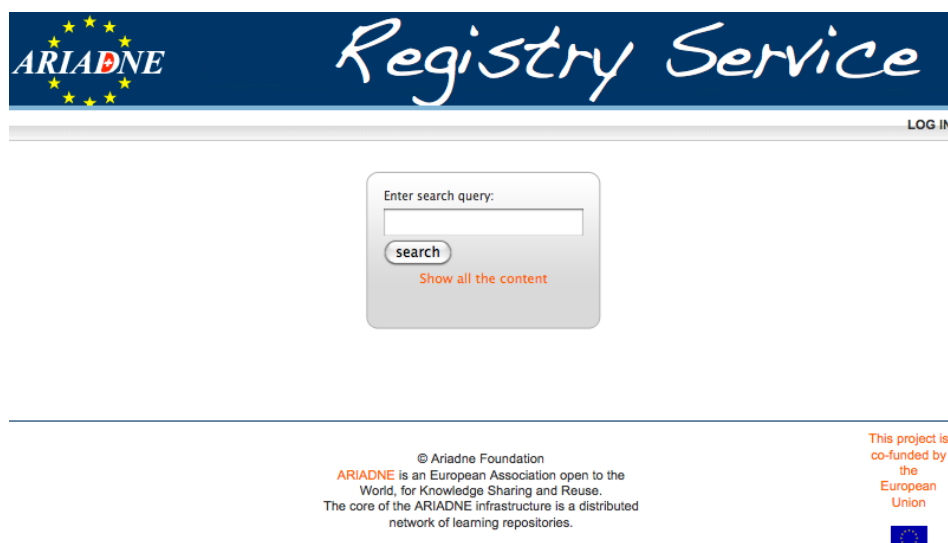 ARIADNE
Registry Service
LOG IN
Enter search query:
search
Show all the content
© Ariadne Foundation
ARIADNE is an European Association open to the
World, for Knowledge Sharing and Reuse.
The core of the ARIADNE infrastructure is a distributed
network of learning repositories.
This project is
co-funded by
the
European
Union